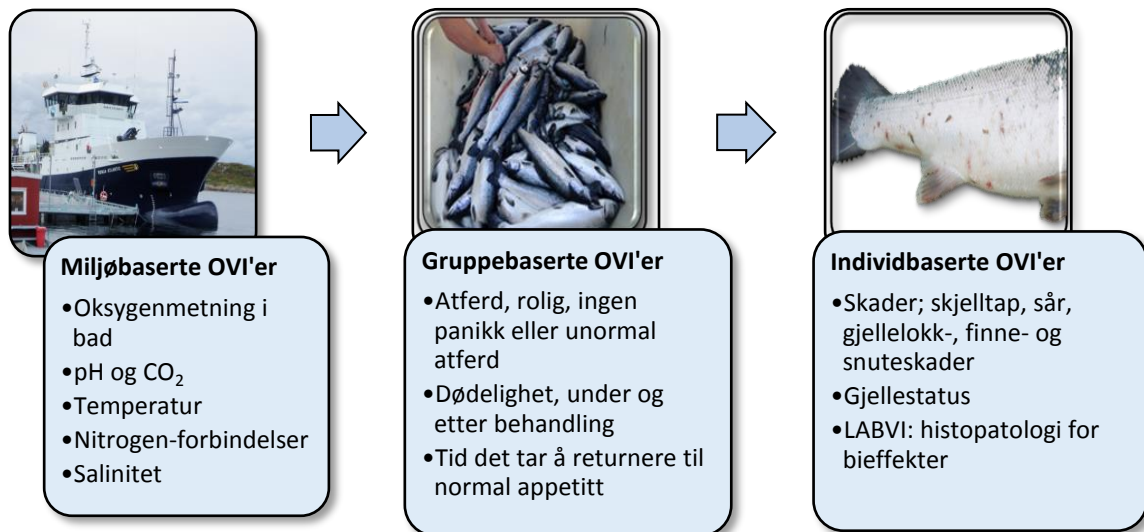 Miljøbaserte OVI'er
•Oksygenmetning i
bad
•pH og CO₂
•Temperatur
•Nitrogen-forbindelser
•Salinitet
Gruppebaserte OVI'er
•Atferd, rolig, ingen
panikk eller unormal
atferd
•Dødelighet, under og
etter behandling
•Tid det tar å returnere til
normal appetitt
Individbaserte OVI'er
•Skader; skjelltap, sår,
gjellelokk-, finne- og
snuteskader
•Gjellestatus
•LABVI: histopatologi for
bieffekter